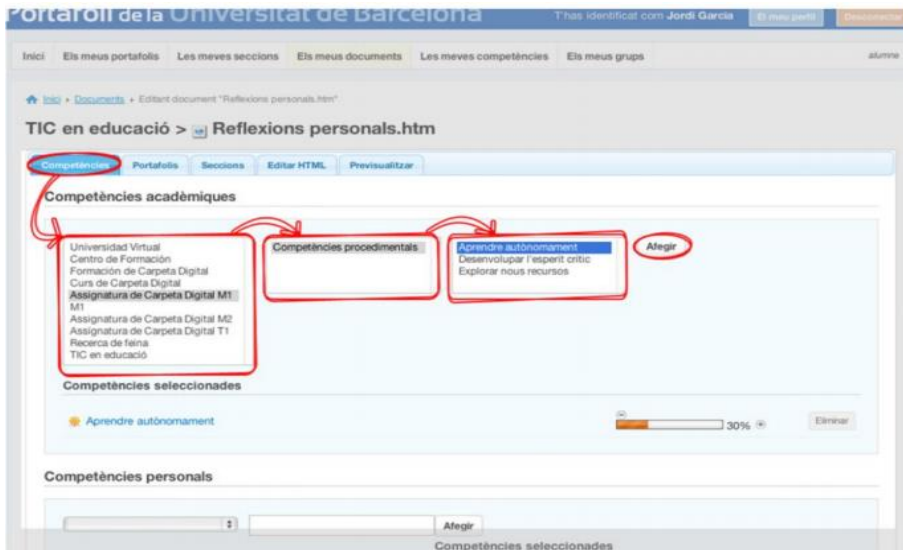 Portafoli de la Universitat de Barcelona
T'has identificat com Jordi Garcia
El meu perfil
Desconnectar
Inici
Els meus portafolis
Les meves seccions
Els meus documents
Les meves competències
Els meus grups
alumne
Inici
Documents
Editant document "Reflexions personals.htm"
TIC en educació > Reflexions personals.htm
Competències
Portafolis
Seccions
Editar HTML
Previsualitzar
Competències acadèmiques
Universidad Virtual
Centro de Formación
Formación de Carpeta Digital
Curs de Carpeta Digital
Assignatura de Carpeta Digital M1
M1
Assignatura de Carpeta Digital M2
Assignatura de Carpeta Digital T1
Recerca de feina
TIC en educació
Competències procedimentals
Aprendre autònomament
Desenvolupar l'esperit crític
Explorar nous recursos
Afegir
Competències seleccionades
Aprendre autònomament
30%
Eliminar
Competències personals
Afegir
Competències seleccionades